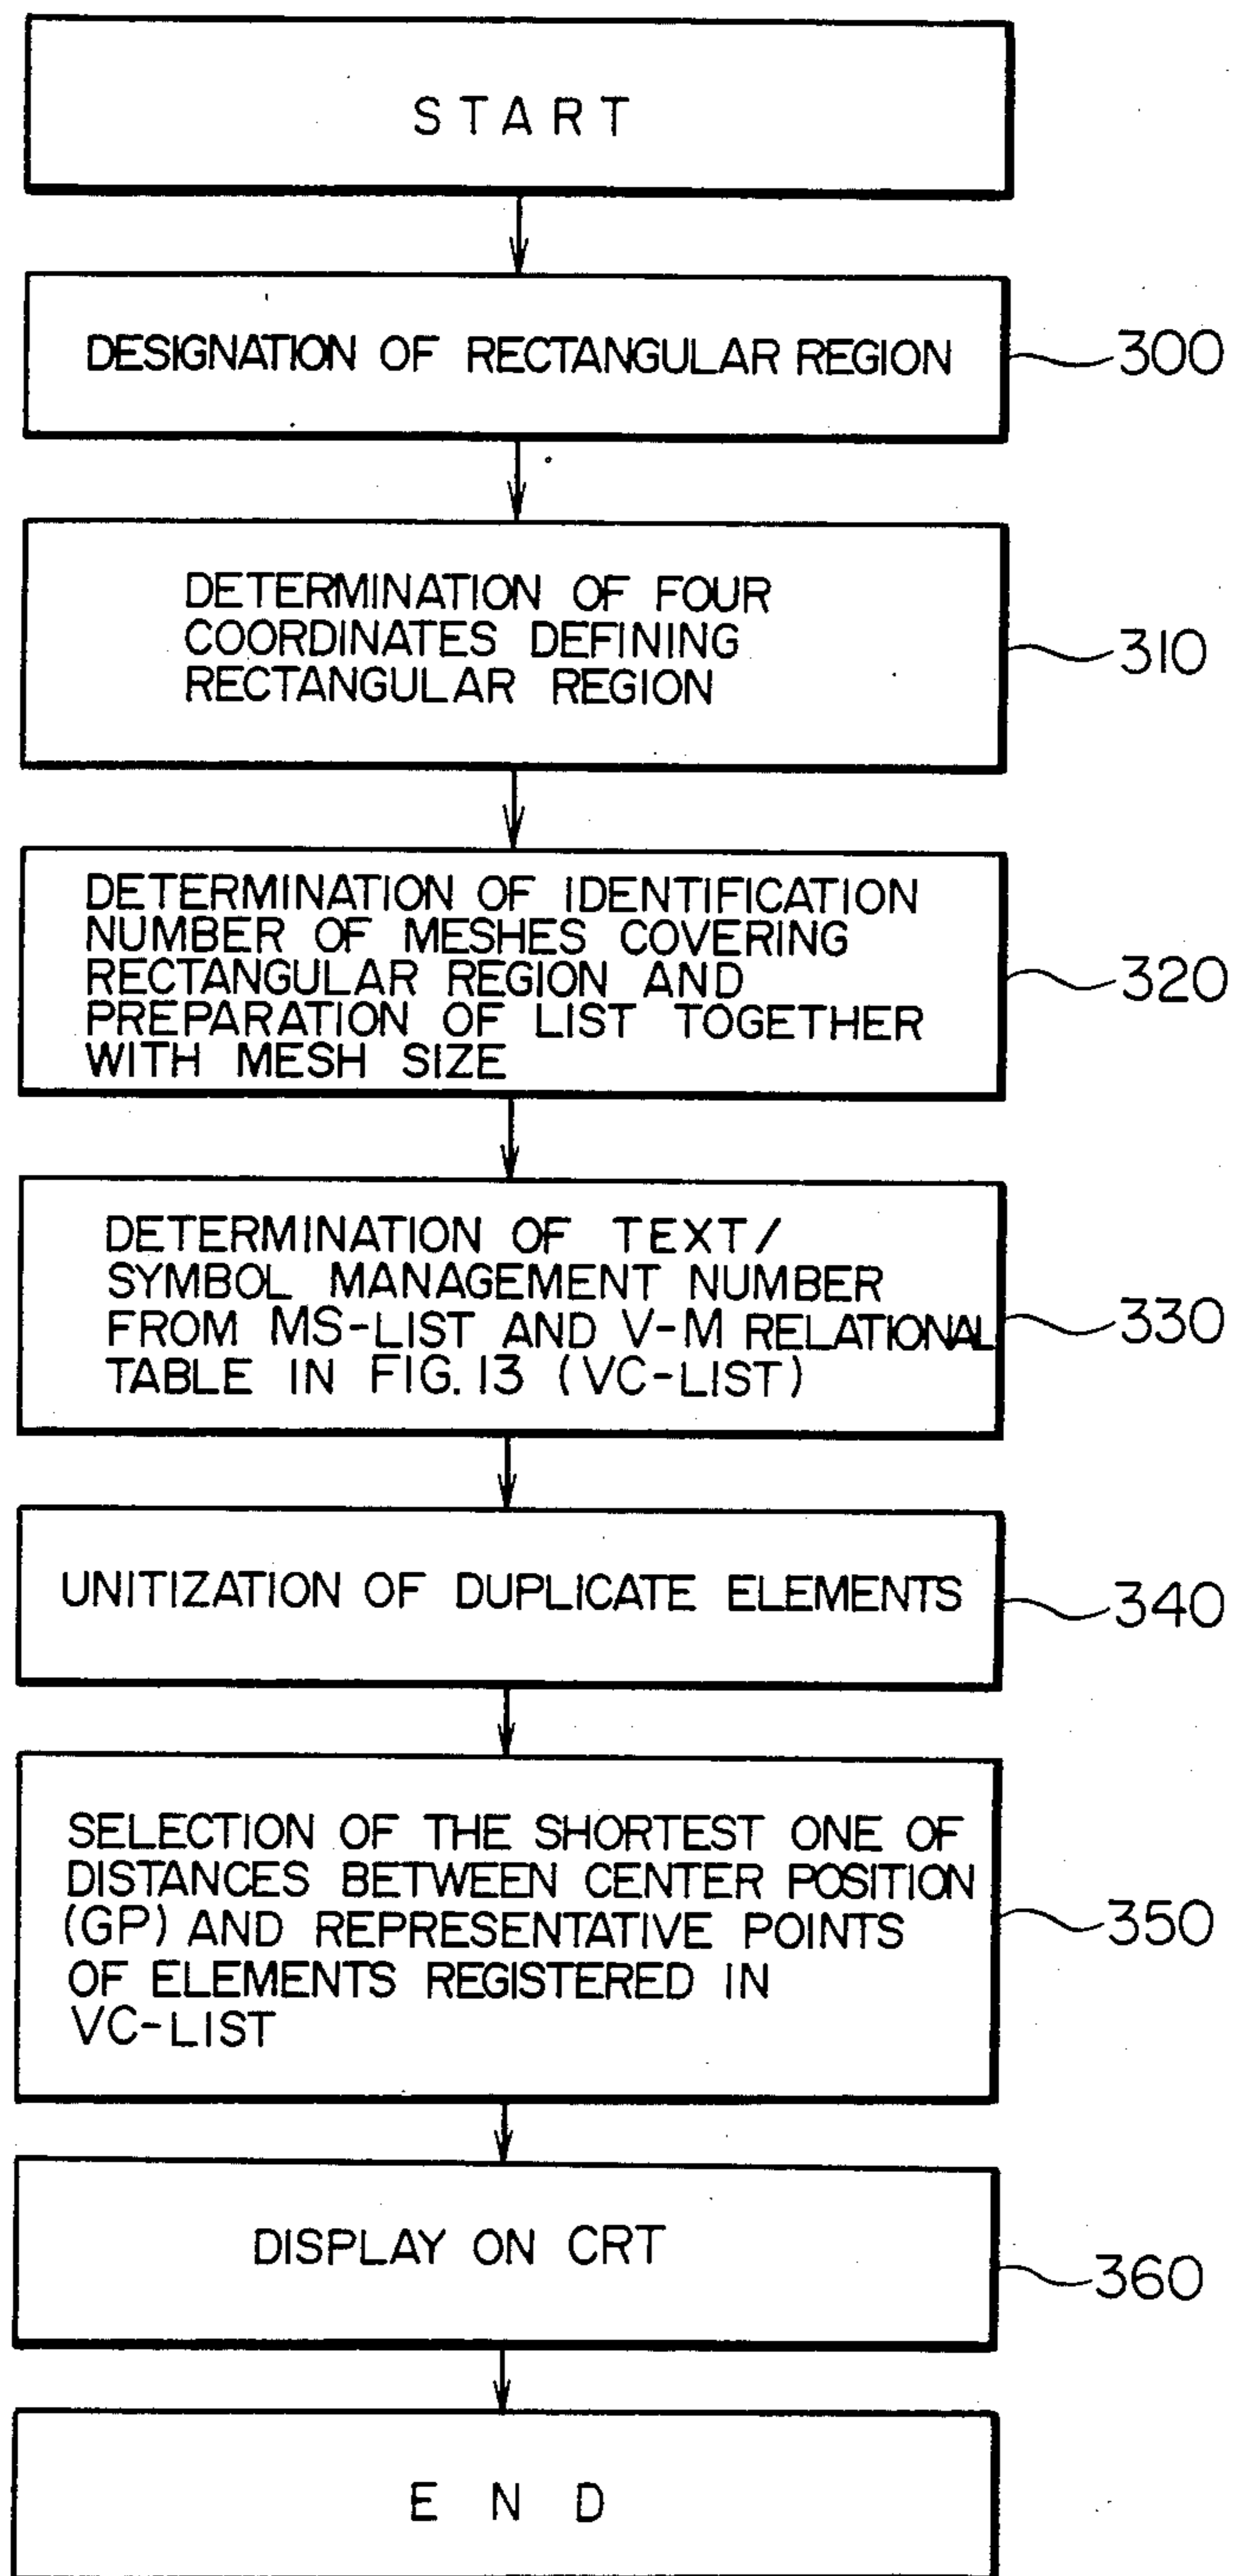 START
DESIGNATION OF RECTANGULAR REGION
300
DETERMINATION OF FOUR
COORDINATES DEFINING
RECTANGULAR REGION
310
DETERMINATION OF IDENTIFICATION
NUMBER OF MESHES COVERING
RECTANGULAR REGION AND
PREPARATION OF LIST TOGETHER
WITH MESH SIZE
320
DETERMINATION OF TEXT/
SYMBOL MANAGEMENT NUMBER
FROM MS-LIST AND V-M RELATIONAL
TABLE IN FIG.13 (VC-LIST)
330
UNITIZATION OF DUPLICATE ELEMENTS
340
SELECTION OF THE SHORTEST ONE OF
DISTANCES BETWEEN CENTER POSITION
(GP) AND REPRESENTATIVE POINTS
OF ELEMENTS REGISTERED IN
VC-LIST
350
DISPLAY ON CRT
360
END